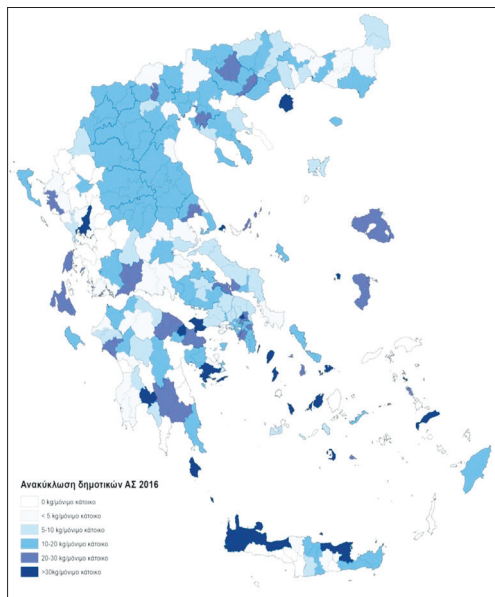 Ανακύκλωση δημοτικών ΑΣ 2016
0 kg/μόνιμο κάτοικο
< 5 kg/μόνιμο κάτοικο
5-10 kg/μόνιμο κάτοικο
10-20 kg/μόνιμο κάτοικο
20-30 kg/μόνιμο κάτοικο
>30kg/μόνιμο κάτοικο